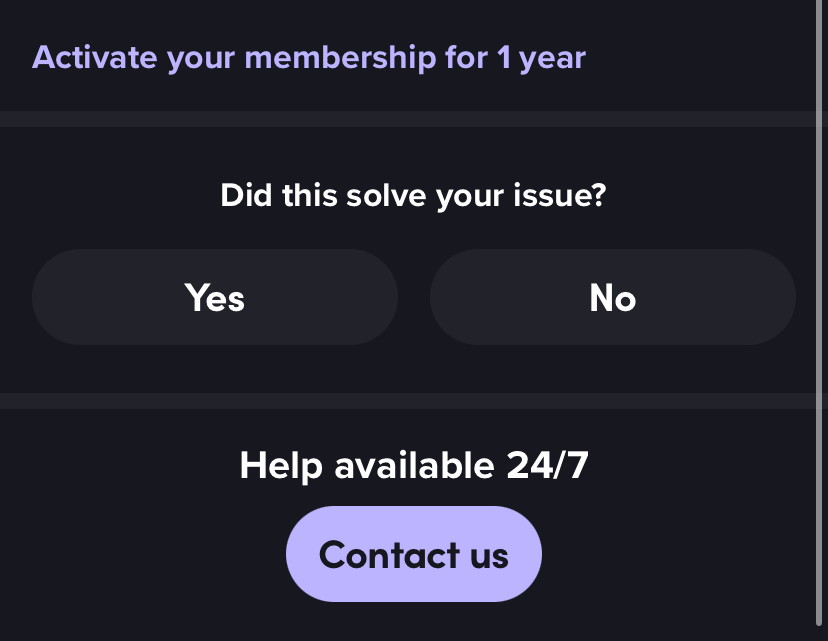 Activate your membership for 1 year
Did this solve your issue?
Yes
No
Help available 24/7
Contact us